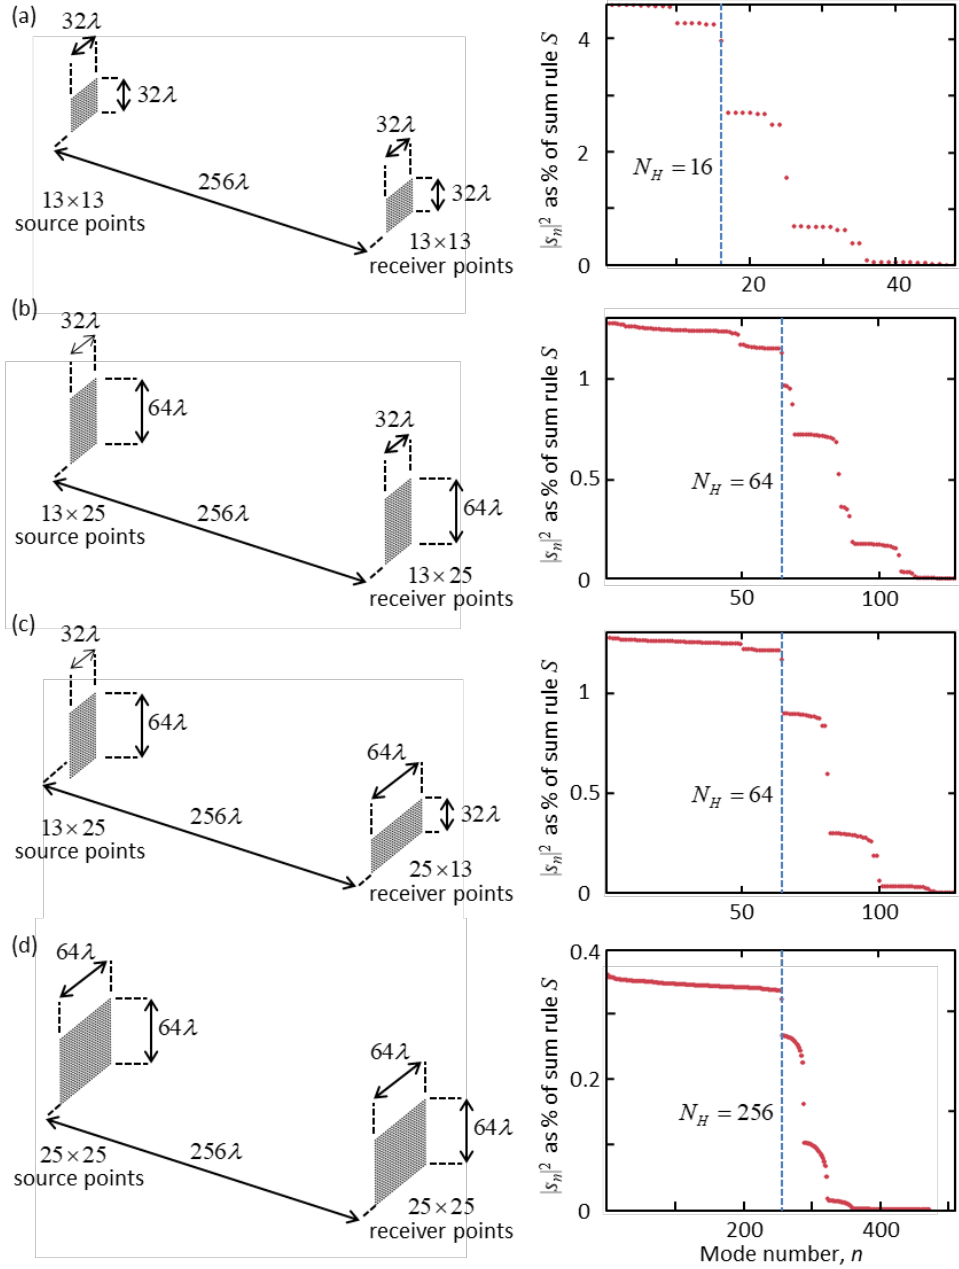 (a)
32λ
32λ
32λ
256λ
32λ
13×13
source points
13×13
receiver points
|sₙ|² as % of sum rule S
4
2
0
N_H = 16
20
40
(b)
32λ
64λ
32λ
256λ
64λ
13×25
source points
13×25
receiver points
|sₙ|² as % of sum rule S
1
0.5
0
N_H = 64
50
100
(c)
32λ
64λ
64λ
256λ
32λ
13×25
source points
25×13
receiver points
|sₙ|² as % of sum rule S
1
0.5
0
N_H = 64
50
100
(d)
64λ
64λ
64λ
256λ
64λ
25×25
source points
25×25
receiver points
|sₙ|² as % of sum rule S
0.4
0.2
0
N_H = 256
200
400
Mode number, n